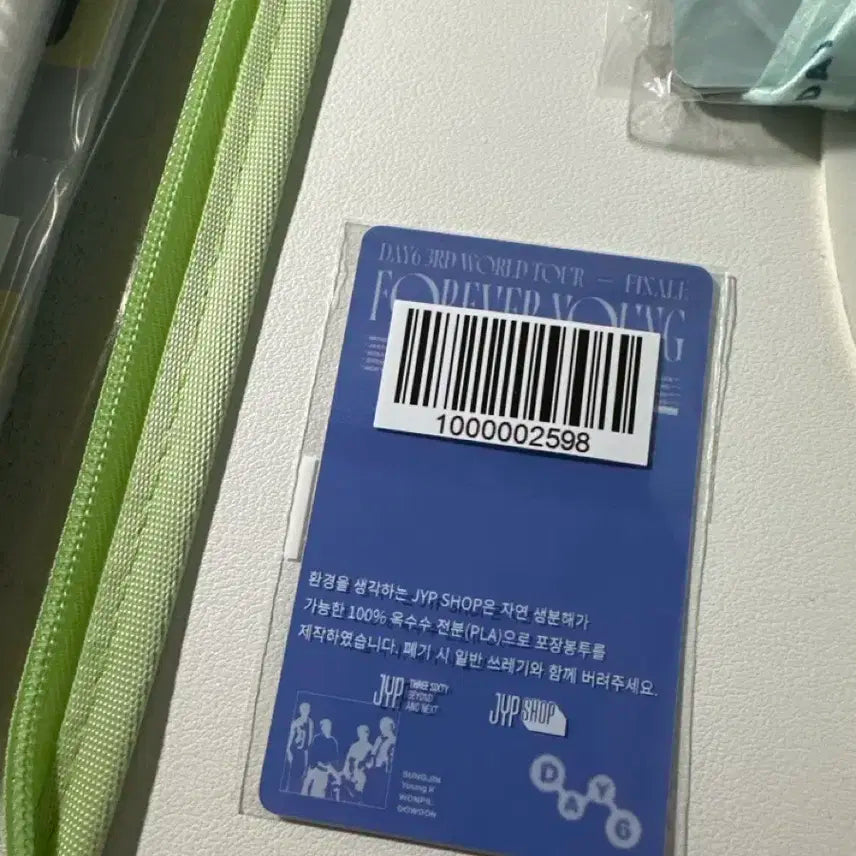 DAY6 3RD WORLD TOUR — FINALE
FOREVER YOUNG
1000002598
환경을 생각하는 JYP SHOP은 자연 생분해가
가능한 100% 옥수수 전분(PLA)으로 포장봉투를
제작하였습니다. 폐기 시 일반 쓰레기와 함께 버려주세요.
JYP THREE SIXTY
BEYOND
AND NEXT
JYP SHOP
SUNGJIN
Young K
WONPIL
DOWOON
DAY6